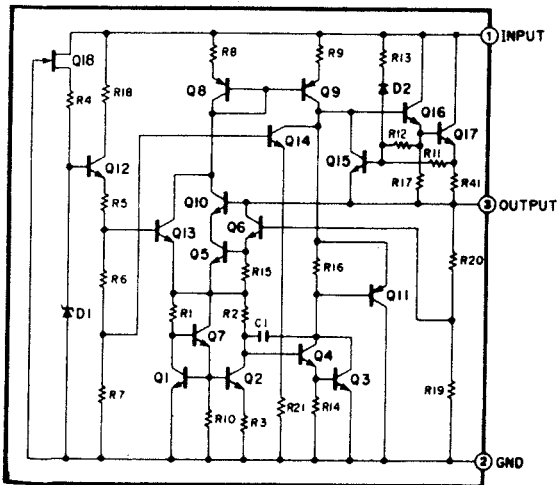 ① INPUT
R8
R9
R13
Q18
Q8
Q9
D2
R4
R18
Q16
Q14
R12
Q17
Q12
Q15
R11
R17
R41
R5
Q10
③ OUTPUT
Q13
Q6
Q5
R15
R16
R20
R6
Q11
D1
R1
R2
C1
Q7
Q4
Q1
Q2
Q3
R7
R10
R3
R21
R14
R19
② GND